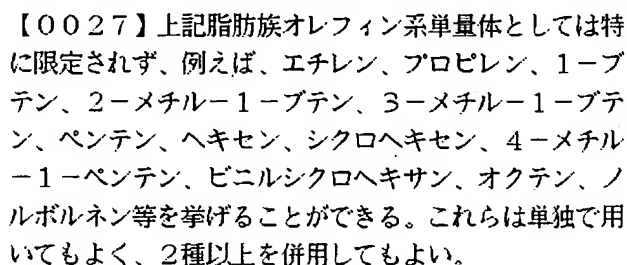 【0027】上記脂肪族オレフィン系単量体としては特
に限定されず、例えば、エチレン、プロピレン、1－ブ
テン、2－メチル－1－ブテン、3－メチル－1－ブテ
ン、ペンテン、ヘキセン、シクロヘキセン、4－メチル
－1－ペンテン、ビニルシクロヘキサン、オクテン、ノ
ルボルネン等を挙げることができる。これらは単独で用
いてもよく、2種以上を併用してもよい。